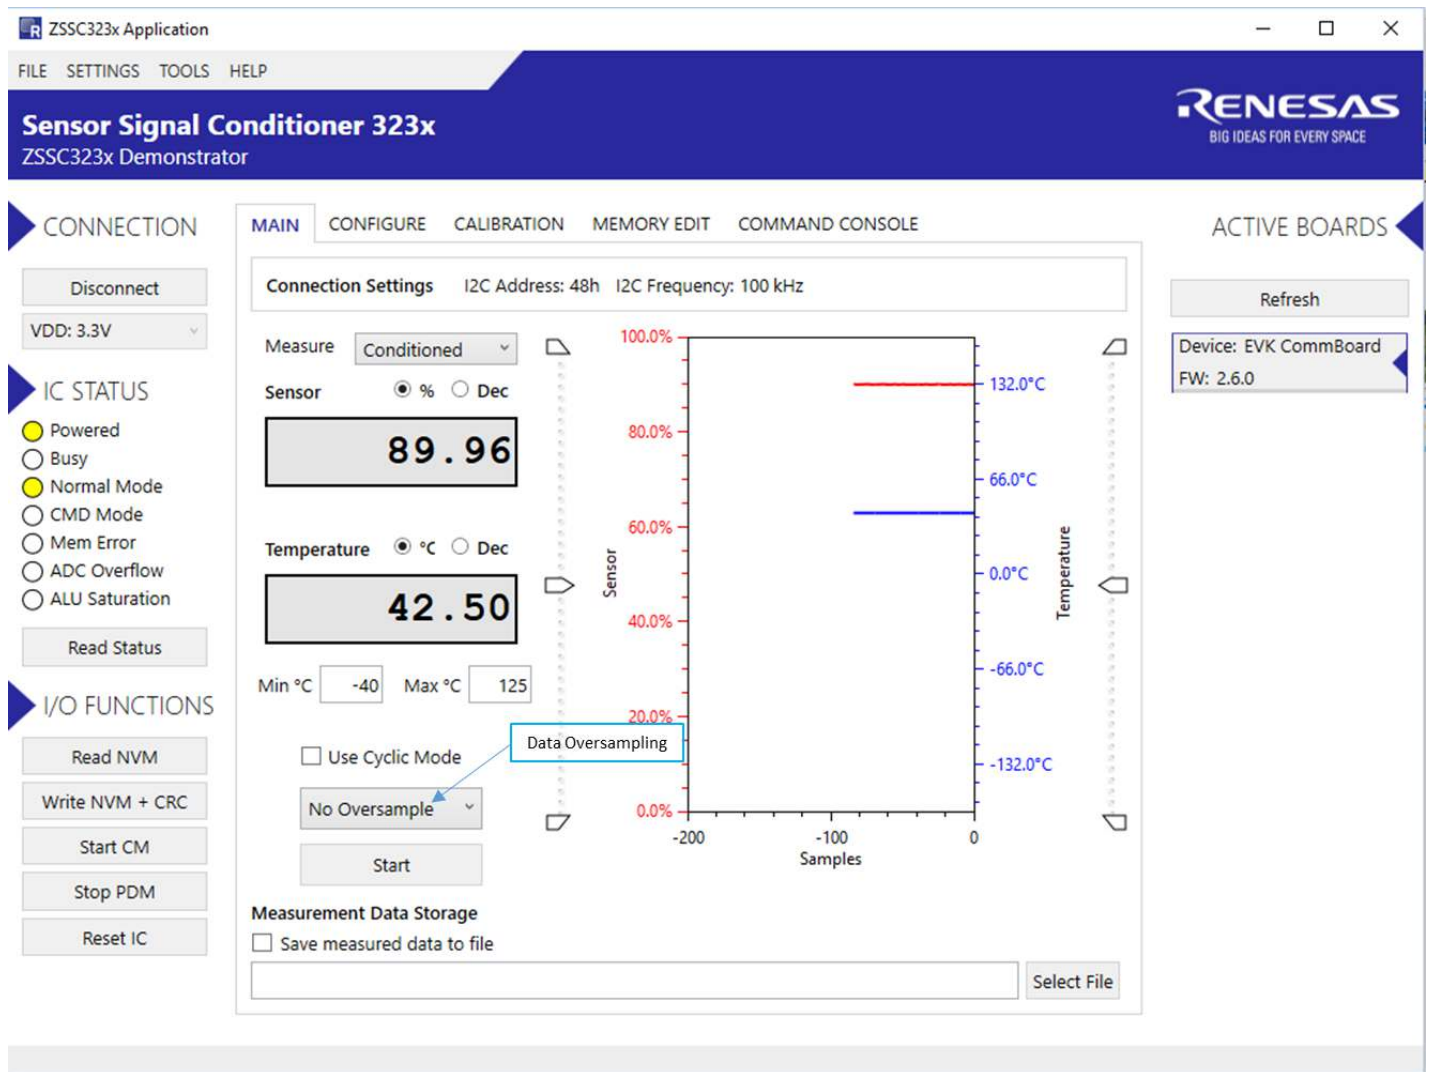 ZSSC323x Application
FILE SETTINGS TOOLS HELP
Sensor Signal Conditioner 323x
ZSSC323x Demonstrator
RENESAS
BIG IDEAS FOR EVERY SPACE
CONNECTION
Disconnect
VDD: 3.3V
IC STATUS
Powered
Busy
Normal Mode
CMD Mode
Mem Error
ADC Overflow
ALU Saturation
Read Status
I/O FUNCTIONS
Read NVM
Write NVM + CRC
Start CM
Stop PDM
Reset IC
MAIN CONFIGURE CALIBRATION MEMORY EDIT COMMAND CONSOLE
Connection Settings I2C Address: 48h I2C Frequency: 100 kHz
Measure Conditioned
Sensor % Dec
89.96
Temperature °C Dec
42.50
Min °C -40 Max °C 125
Use Cyclic Mode
Data Oversampling
No Oversample
Start
100.0%
80.0%
60.0%
40.0%
20.0%
0.0%
Sensor
132.0°C
66.0°C
0.0°C
-66.0°C
-132.0°C
Temperature
-200 -100 0
Samples
Measurement Data Storage
Save measured data to file
Select File
ACTIVE BOARDS
Refresh
Device: EVK CommBoard
FW: 2.6.0